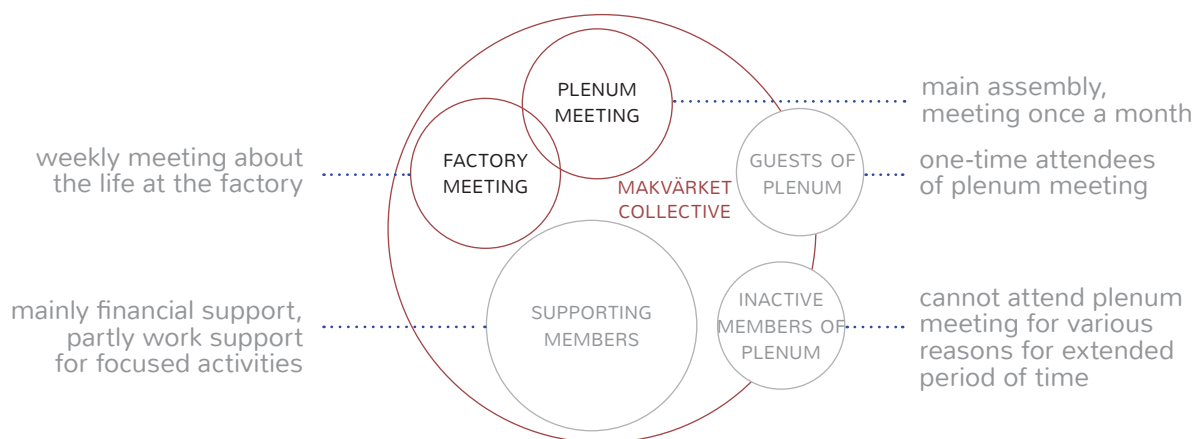 PLENUM
MEETING
main assembly,
meeting once a month
weekly meeting about
the life at the factory
FACTORY
MEETING
MAKVÄRKET
COLLECTIVE
GUESTS OF
PLENUM
one-time attendees
of plenum meeting
mainly financial support,
partly work support
for focused activities
SUPPORTING
MEMBERS
INACTIVE
MEMBERS OF
PLENUM
cannot attend plenum
meeting for various
reasons for extended
period of time